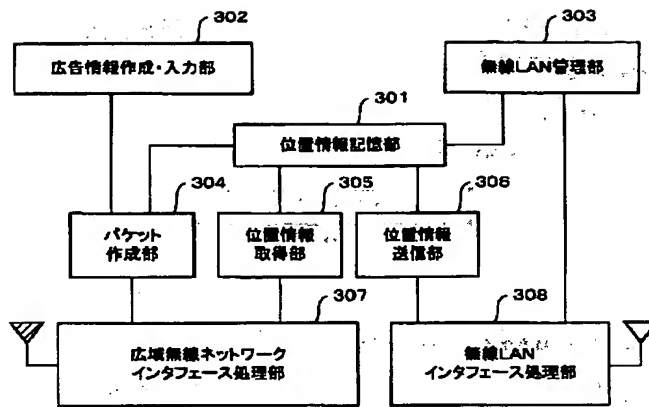 302
303
広告情報作成・入力部
無線LAN管理部
301
位置情報記憶部
304
305
306
パケット
作成部
位置情報
取得部
位置情報
送信部
307
308
広域無線ネットワーク
インタフェース処理部
無線LAN
インタフェース処理部